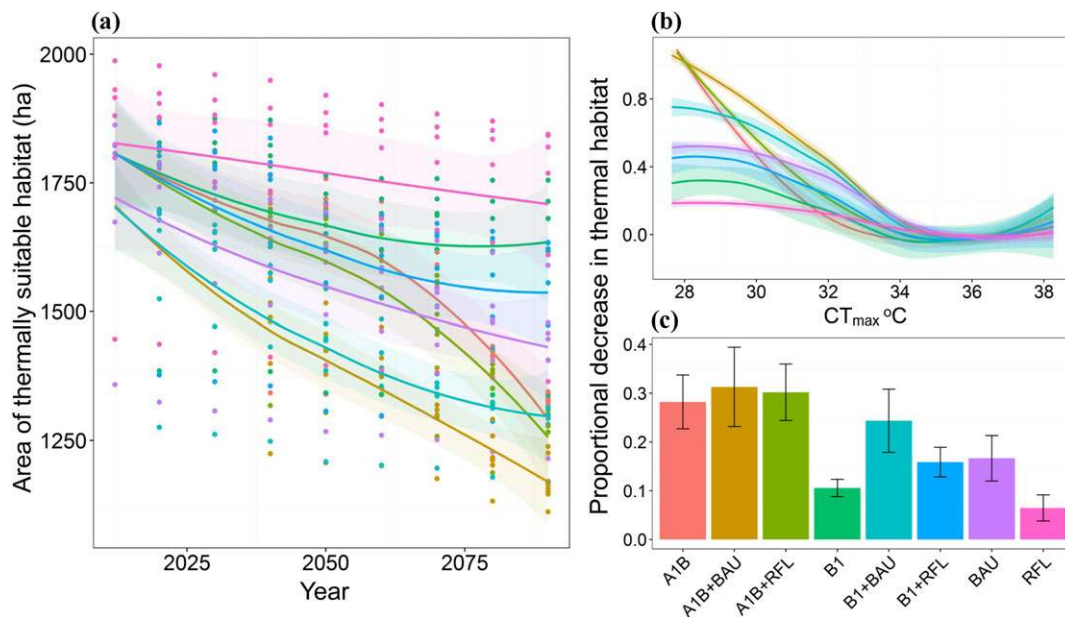 (a)
Area of thermally suitable habitat (ha)
2000
1750
1500
1250
2025
2050
2075
Year
(b)
Proportional decrease in thermal habitat
0.8
0.4
0.0
28
30
32
34
36
38
CTmax oC
(c)
0.4
0.3
0.2
0.1
0.0
A1B
A1B+BAU
A1B+RFL
B1
B1+BAU
B1+RFL
BAU
RFL